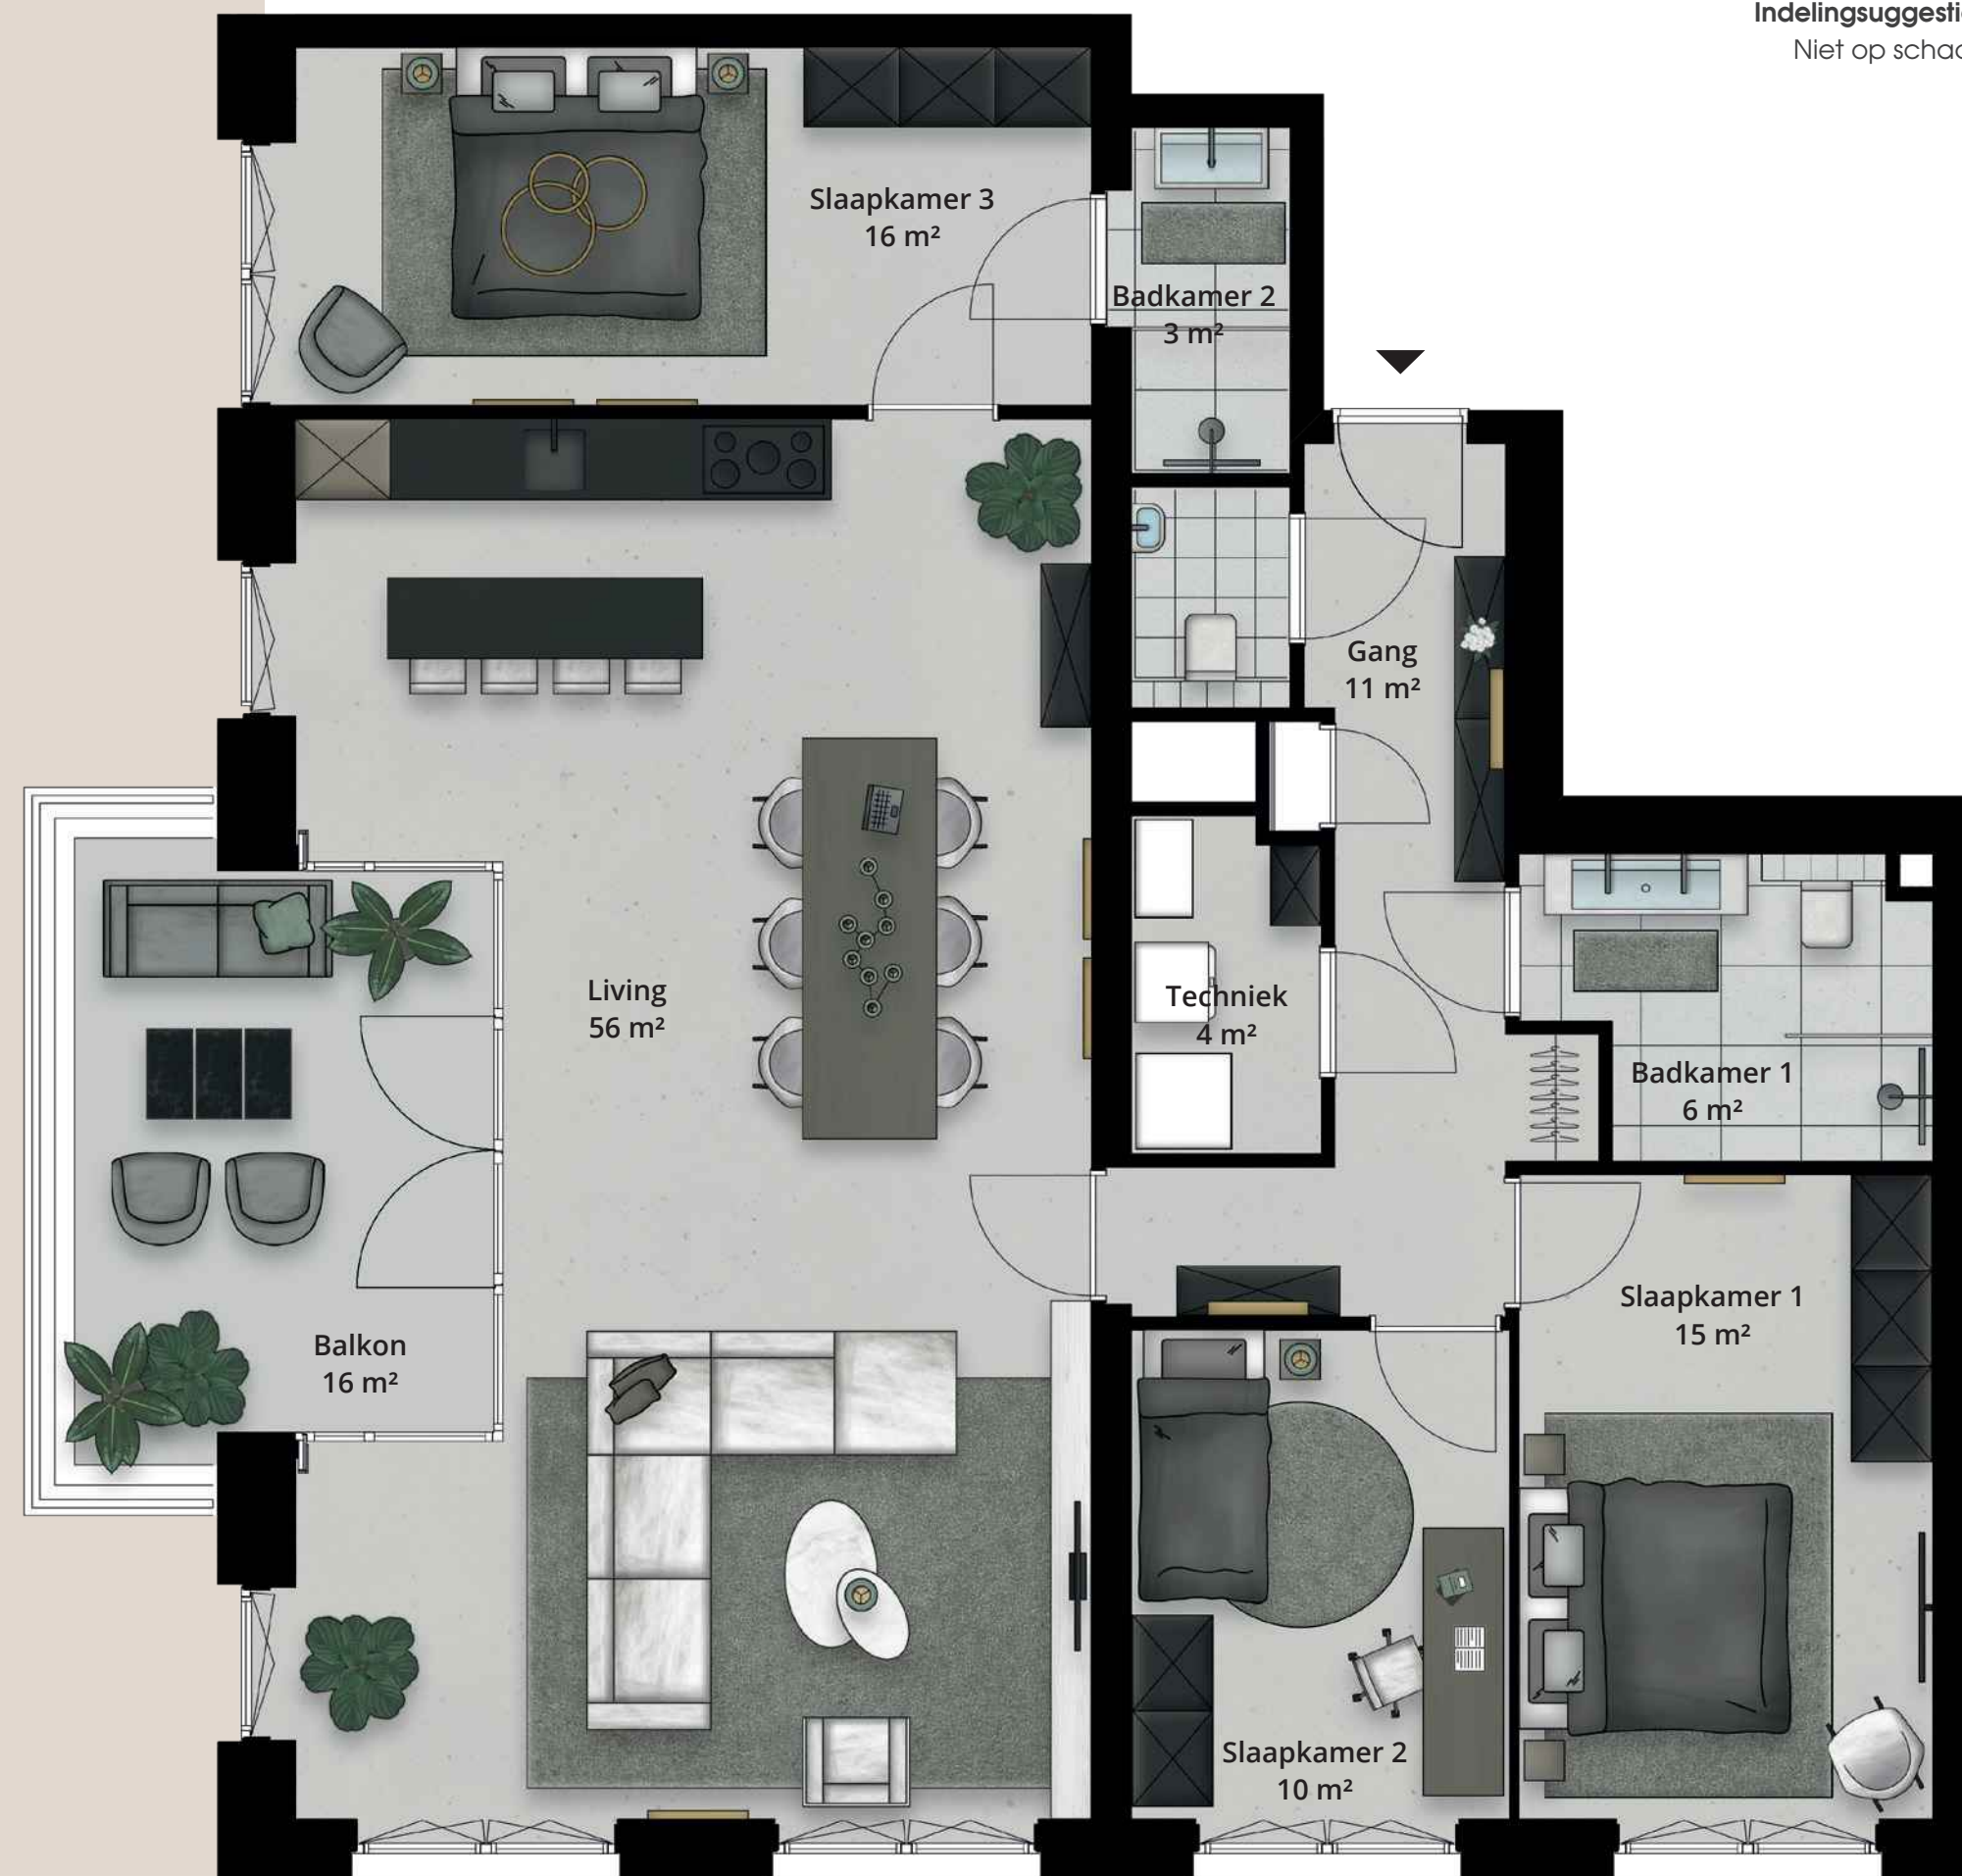 Indelingsuggesti
Niet op schaa
Slaapkamer 3
16 m²
Badkamer 2
3 m²
Gang
11 m²
Living
56 m²
Techniek
4 m²
Badkamer 1
6 m²
Slaapkamer 1
15 m²
Balkon
16 m²
Slaapkamer 2
10 m²